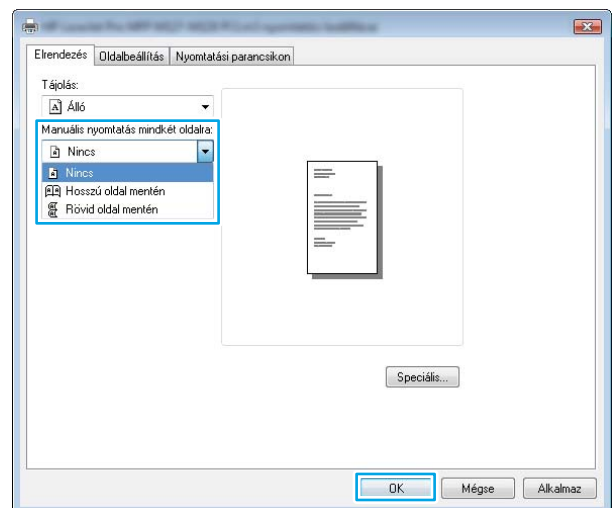 Elrendezés Oldalbeállítás Nyomtatási parancsikon
Tájolás:
Álló
Manuális nyomtatás mindkét oldalra:
Nincs
Nincs
Hosszú oldal mentén
Rövid oldal mentén
Speciális...
OK Mégse Alkalmaz